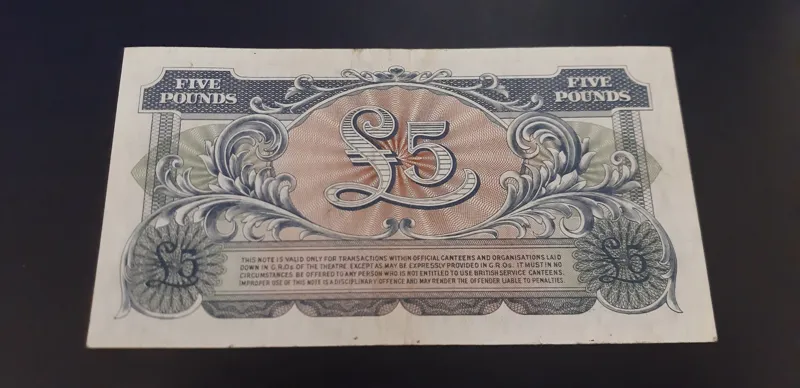 FIVE POUNDS
FIVE POUNDS
£5
THIS NOTE IS VALID ONLY FOR TRANSACTIONS WITHIN OFFICIAL CANTEENS AND ORGANISATIONS LAID
DOWN IN G.R.Os. OF THE THEATRE EXCEPT AS MAY BE EXPRESSLY PROVIDED IN G.R.Os. IT MUST IN NO
CIRCUMSTANCES BE OFFERED TO ANY PERSON WHO IS NOT ENTITLED TO USE BRITISH SERVICE CANTEENS.
IMPROPER USE OF THIS NOTE IS A DISCIPLINARY OFFENCE AND MAY RENDER THE OFFENDER LIABLE TO PENALTIES.
£5
£5